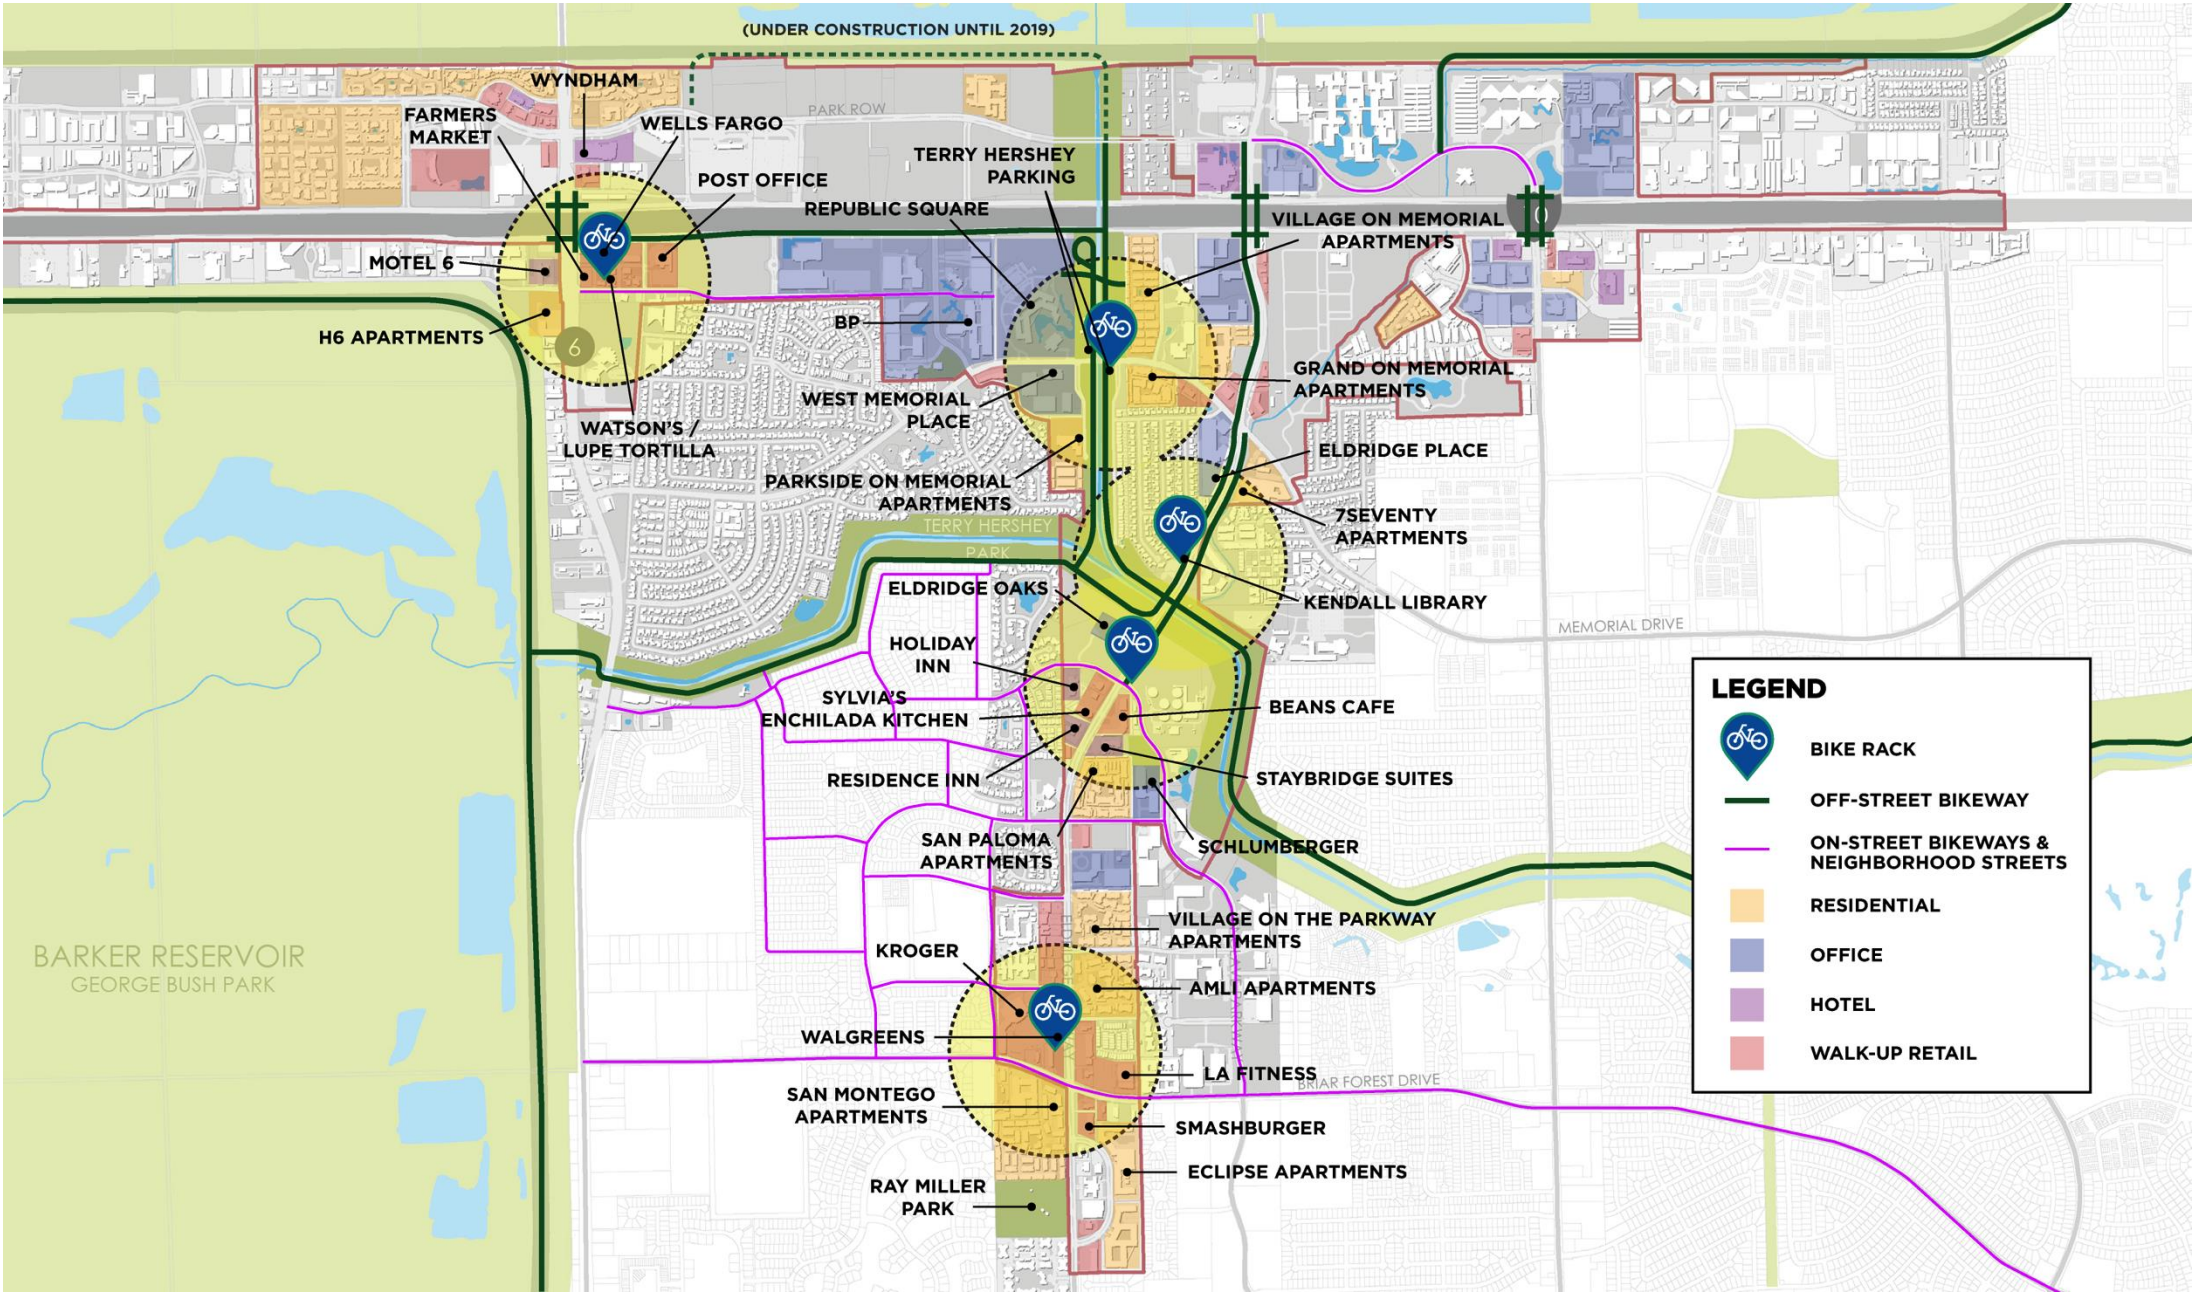 (UNDER CONSTRUCTION UNTIL 2019)
WYNDHAM
FARMERS
MARKET
WELLS FARGO
PARK ROW
TERRY HERSHEY
PARKING
POST OFFICE
REPUBLIC SQUARE
VILLAGE ON MEMORIAL
APARTMENTS
10
MOTEL 6
H6 APARTMENTS
6
BP
GRAND ON MEMORIAL
APARTMENTS
WEST MEMORIAL
PLACE
WATSON'S /
LUPE TORTILLA
ELDRIDGE PLACE
PARKSIDE ON MEMORIAL
APARTMENTS
7SEVENTY
APARTMENTS
TERRY HERSHEY
PARK
ELDRIDGE OAKS
KENDALL LIBRARY
MEMORIAL DRIVE
HOLIDAY
INN
SYLVIA'S
ENCHILADA KITCHEN
BEANS CAFE
RESIDENCE INN
STAYBRIDGE SUITES
SAN PALOMA
APARTMENTS
SCHLUMBERGER
VILLAGE ON THE PARKWAY
APARTMENTS
KROGER
AMLI APARTMENTS
WALGREENS
LA FITNESS
BRIAR FOREST DRIVE
SAN MONTEGO
APARTMENTS
SMASHBURGER
ECLIPSE APARTMENTS
RAY MILLER
PARK
BARKER RESERVOIR
GEORGE BUSH PARK
LEGEND
BIKE RACK
OFF-STREET BIKEWAY
ON-STREET BIKEWAYS &
NEIGHBORHOOD STREETS
RESIDENTIAL
OFFICE
HOTEL
WALK-UP RETAIL